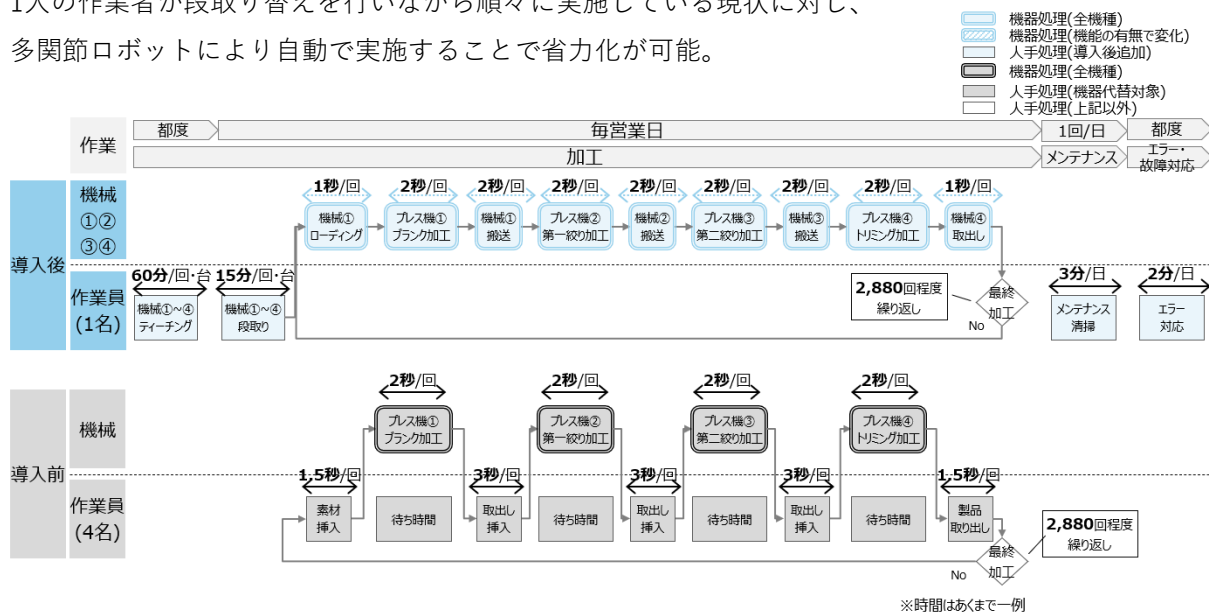 1人の作業者が段取り替えを行いながら順々に実施している現状に対し、
多関節ロボットにより自動で実施することで省力化が可能。
機器処理(全機種)
機器処理(機能の有無で変化)
人手処理(導入後追加)
機器処理(全機種)
人手処理(機器代替対象)
人手処理(上記以外)
作業
都度
毎営業日
1回/日
都度
加工
メンテナンス
エラー・
故障対応
導入後
機械
①②
③④
1秒/回
2秒/回
2秒/回
2秒/回
2秒/回
2秒/回
2秒/回
2秒/回
1秒/回
機械①
ローディング
プレス機①
ブランク加工
機械①
搬送
プレス機②
第一絞り加工
機械②
搬送
プレス機③
第二絞り加工
機械③
搬送
プレス機④
トリミング加工
機械④
取出し
作業員
(1名)
60分/回・台
15分/回・台
機械①~④
ティーチング
機械①~④
段取り
2,880回程度
繰り返し
最終
加工
No
3分/日
2分/日
メンテナンス
清掃
エラー
対応
導入前
機械
2秒/回
2秒/回
2秒/回
2秒/回
プレス機①
ブランク加工
プレス機②
第一絞り加工
プレス機③
第二絞り加工
プレス機④
トリミング加工
作業員
(4名)
1.5秒/回
3秒/回
3秒/回
3秒/回
1.5秒/回
素材
挿入
待ち時間
取出し
挿入
待ち時間
取出し
挿入
待ち時間
取出し
挿入
待ち時間
製品
取り出し
2,880回程度
繰り返し
最終
加工
No
※時間はあくまで一例